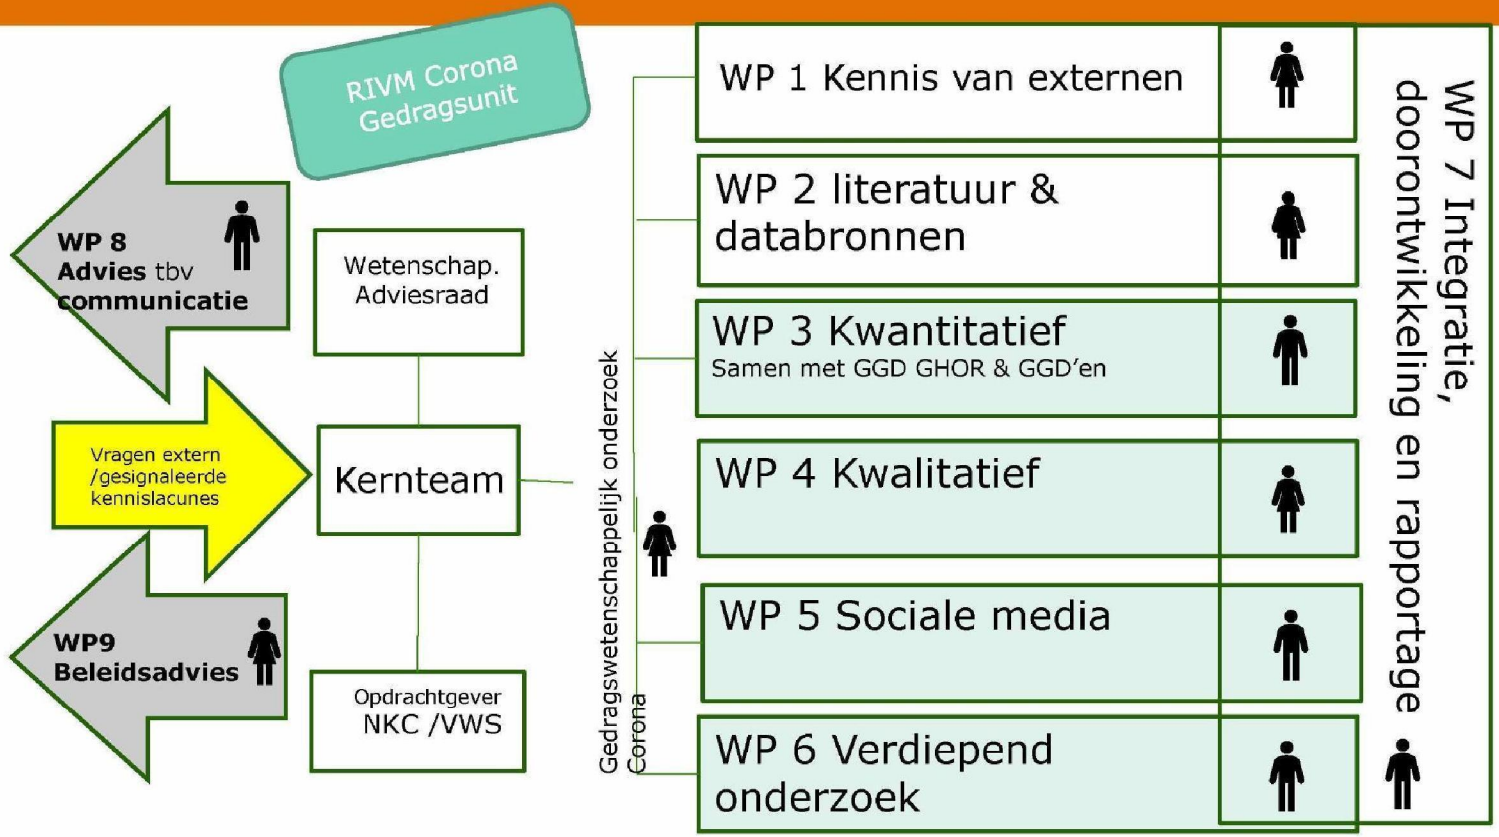 RIVM Corona
Gedragsunit
WP 8
Advies tbv
communicatie
Wetenschap.
Adviesraad
Vragen extern
/gesignaleerde
kennislacunes
Kernteam
WP9
Beleidsadvies
Opdrachtgever
NKC /VWS
Gedragswetenschappelijk onderzoek
Corona
WP 1 Kennis van externen
WP 2 literatuur &
databronnen
WP 3 Kwantitatief
Samen met GGD GHOR & GGD’en
WP 4 Kwalitatief
WP 5 Sociale media
WP 6 Verdiepend
onderzoek
WP 7 Integratie,
doorontwikkeling en rapportage